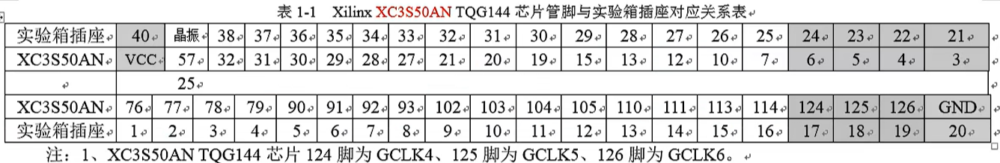 表 1-1 Xilinx XC3S50AN TQG144 芯片管脚与实验箱插座对应关系表
实验箱插座 40 晶振 38 37 36 35 34 33 32 31 30 29 28 27 26 25 24 23 22 21
XC3S50AN VCC 57 32 31 30 29 28 27 21 20 19 15 13 12 10 7 6 5 4 3
25
XC3S50AN 76 77 78 79 90 91 92 93 102 103 104 105 110 111 113 114 124 125 126 GND
实验箱插座 1 2 3 4 5 6 7 8 9 10 11 12 13 14 15 16 17 18 19 20
注：1、XC3S50AN TQG144 芯片 124 脚为 GCLK4、125 脚为 GCLK5、126 脚为 GCLK6。